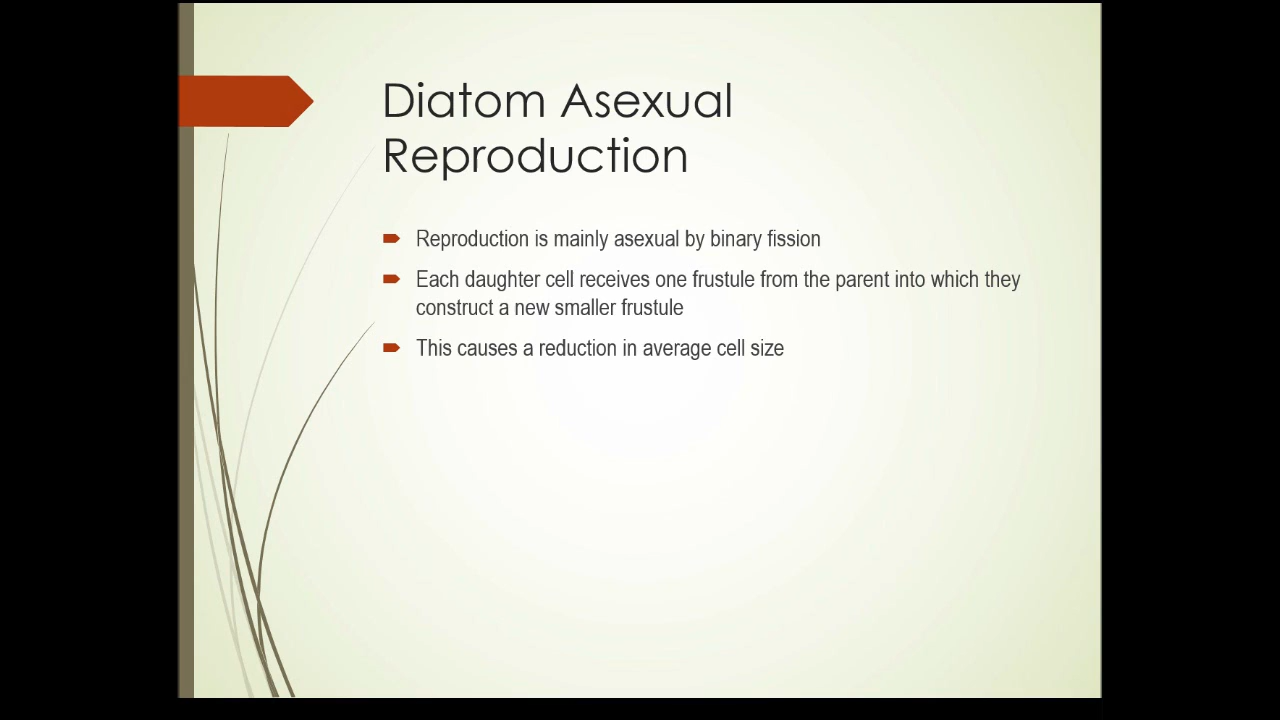 Diatom Asexual
Reproduction
Reproduction is mainly asexual by binary fission
Each daughter cell receives one frustule from the parent into which they
construct a new smaller frustule
This causes a reduction in average cell size